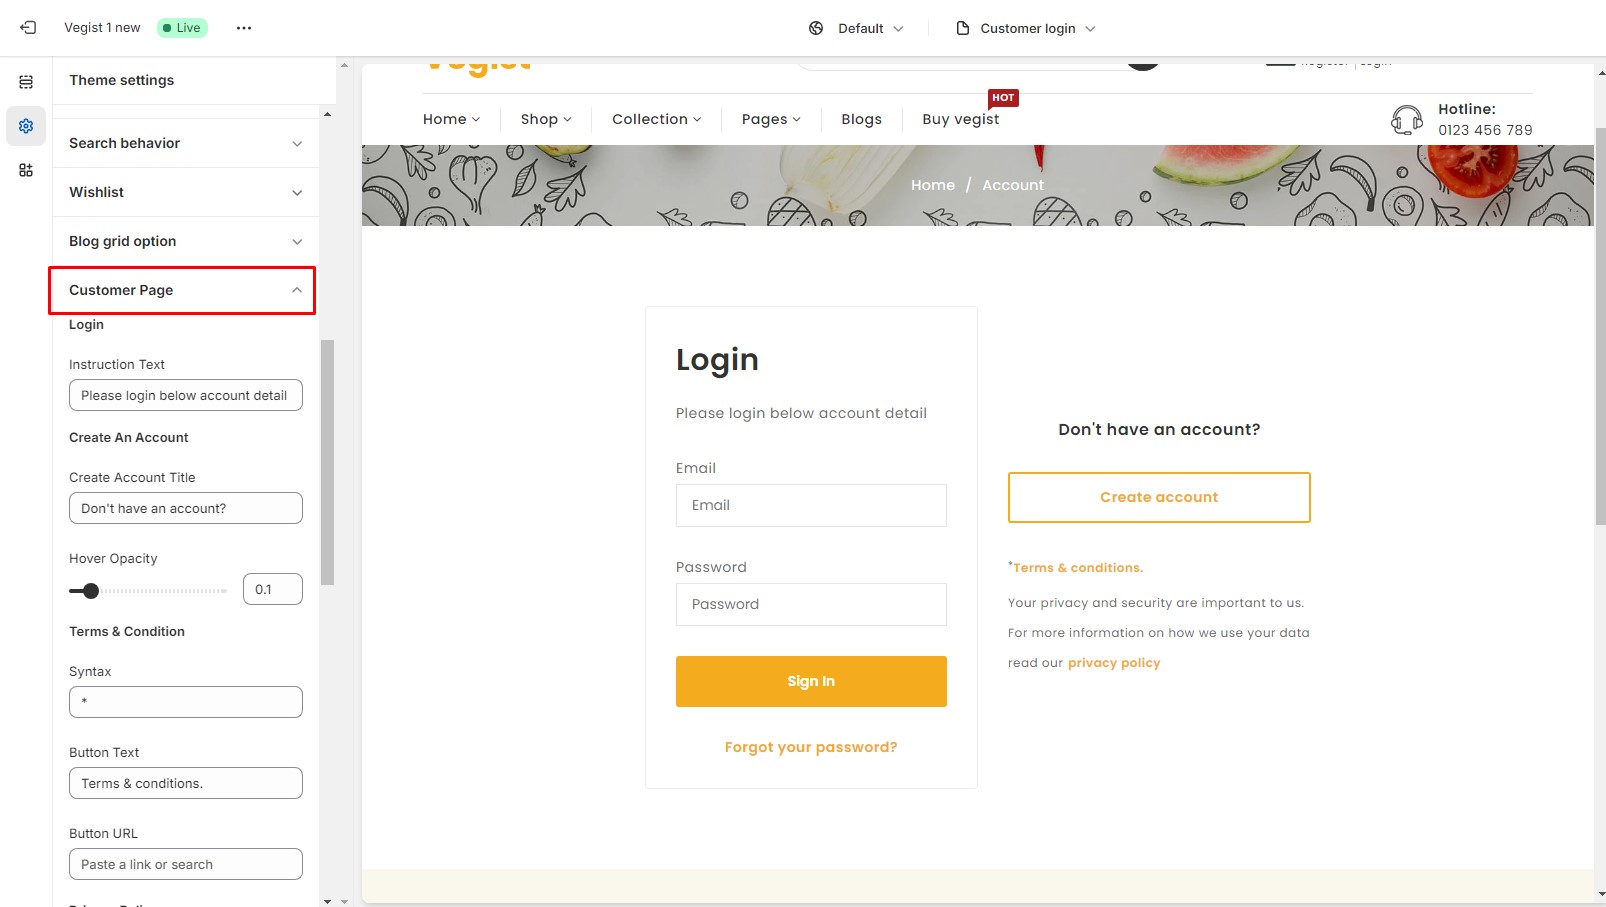 Vegist 1 new
Live
Default
Customer login
Theme settings
Search behavior
Wishlist
Blog grid option
Customer Page
Login
Instruction Text
Please login below account detail
Create An Account
Create Account Title
Don't have an account?
Hover Opacity
0.1
Terms & Condition
Syntax
*
Button Text
Terms & conditions.
Button URL
Paste a link or search
Vegist
Register | Login
Home
Shop
Collection
Pages
Blogs
Buy vegist
HOT
Hotline:
0123 456 789
Home / Account
Login
Please login below account detail
Email
Email
Password
Password
Sign In
Forgot your password?
Don't have an account?
Create account
*Terms & conditions.
Your privacy and security are important to us.
For more information on how we use your data
read our privacy policy